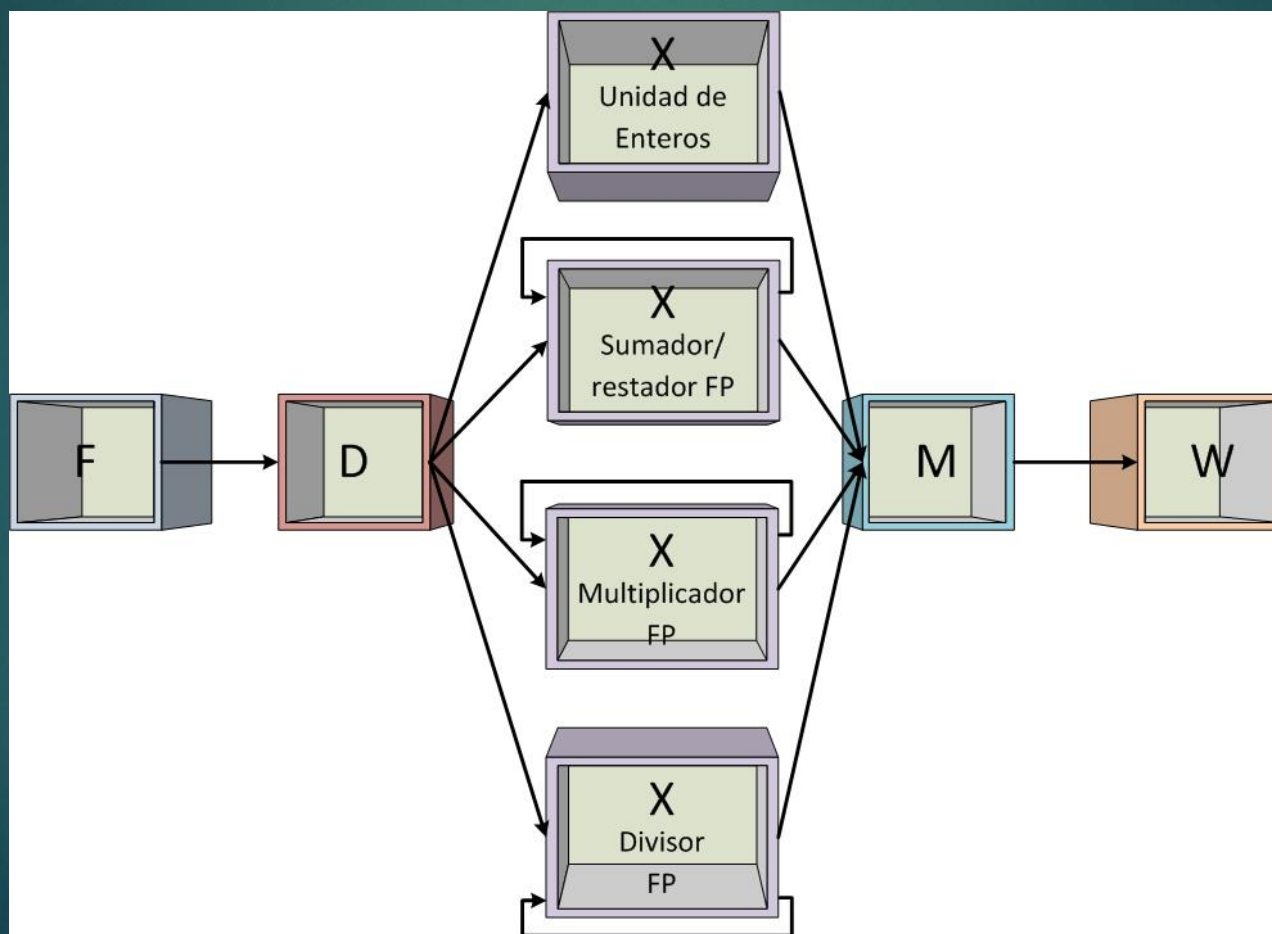 X
Unidad de
Enteros
X
Sumador/
restador FP
F
D
M
W
X
Multiplicador
FP
X
Divisor
FP